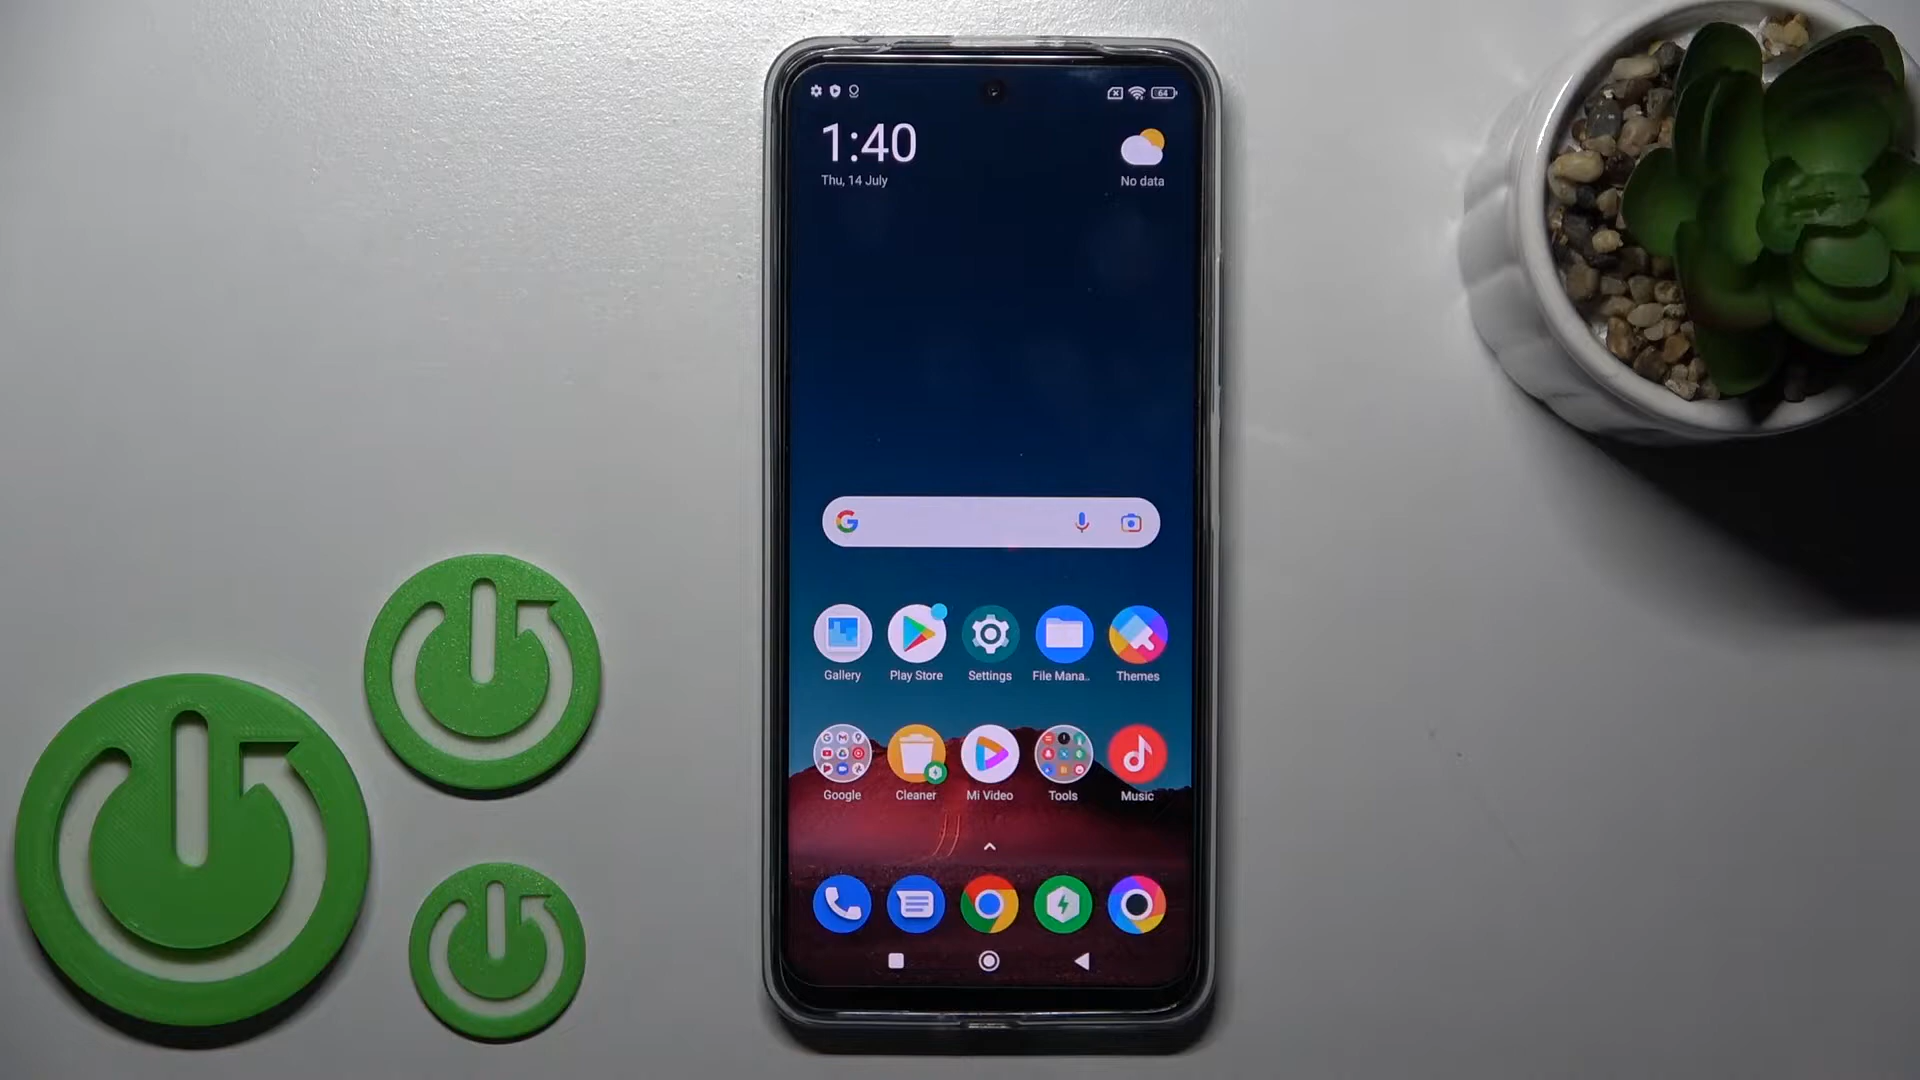 64
1:40
Thu, 14 July
No data
Gallery
Play Store
Settings
File Mana..
Themes
Google
Cleaner
Mi Video
Tools
Music